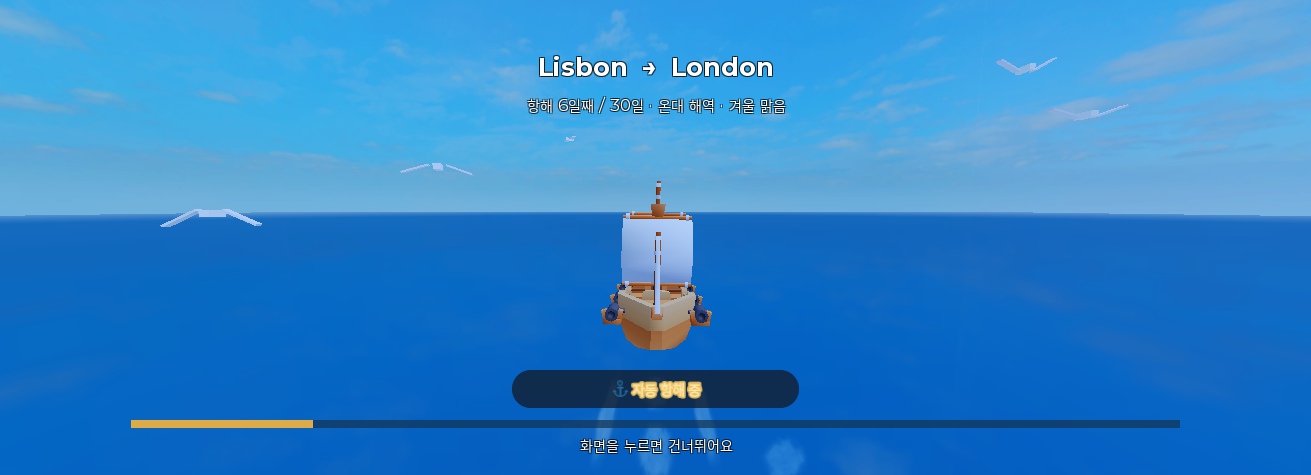 Lisbon → London
항해 6일째 / 30일 · 온대 해역 · 겨울 맑음
⚓ 자동 항해 중
화면을 누르면 건너뛰어요